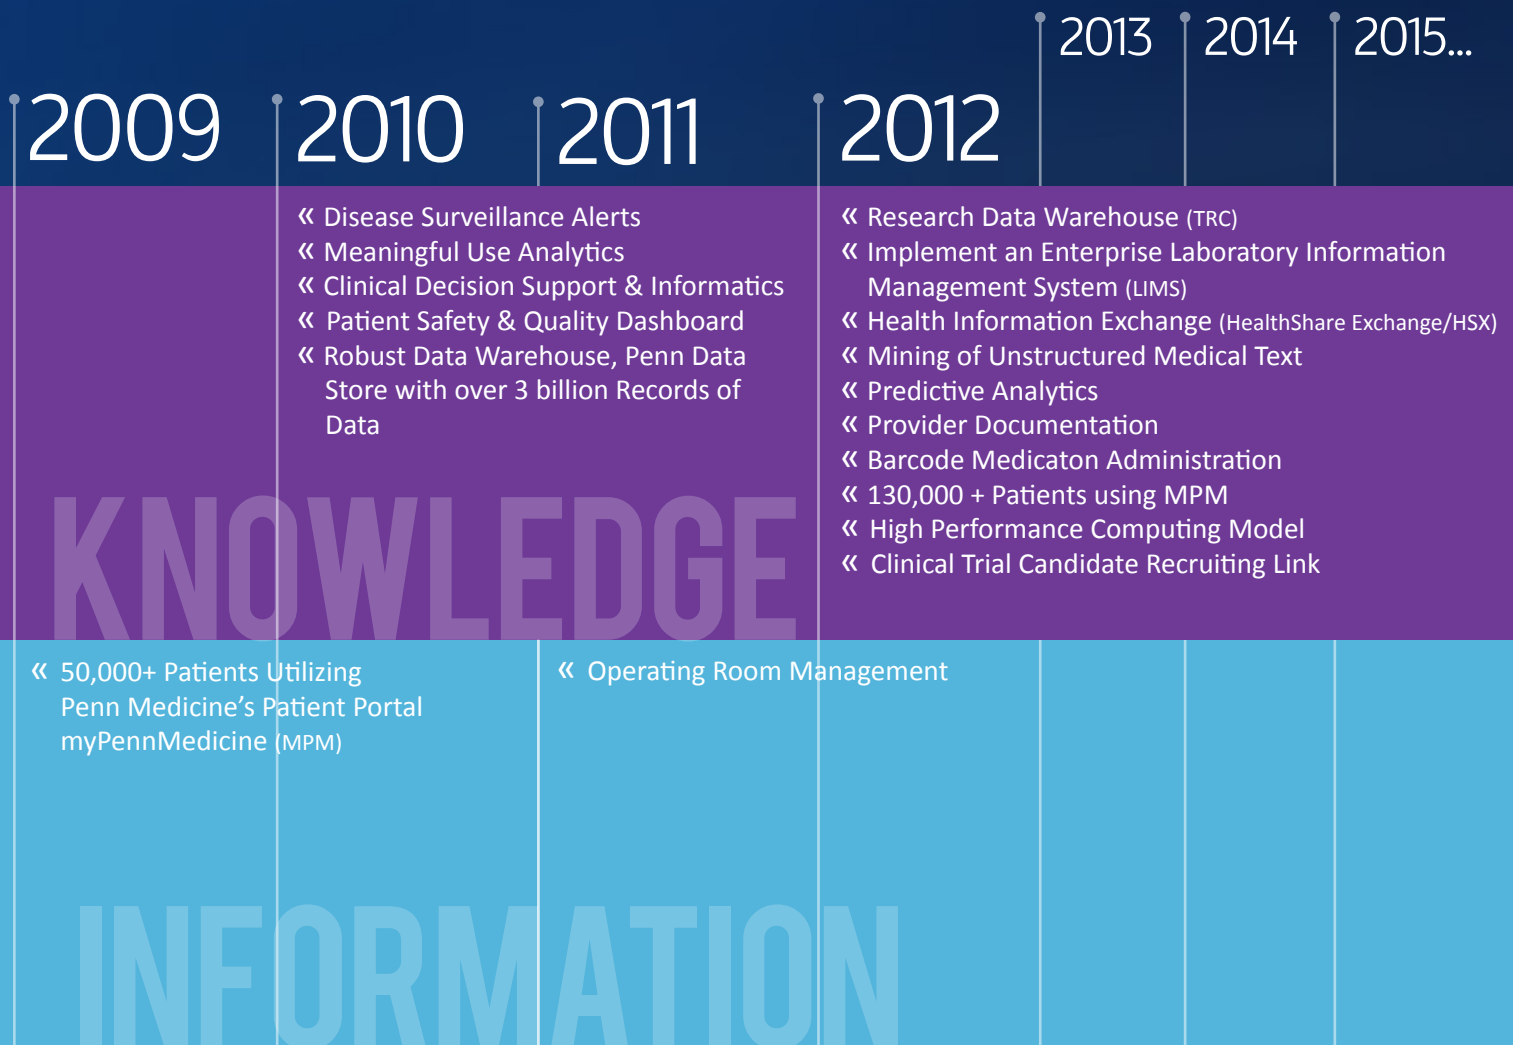 2013 2014 2015...
2009 2010 2011 2012
« Disease Surveillance Alerts
« Meaningful Use Analytics
« Clinical Decision Support & Informatics
« Patient Safety & Quality Dashboard
« Robust Data Warehouse, Penn Data
Store with over 3 billion Records of
Data
« Research Data Warehouse (TRC)
« Implement an Enterprise Laboratory Information
Management System (LIMS)
« Health Information Exchange (HealthShare Exchange/HSX)
« Mining of Unstructured Medical Text
« Predictive Analytics
« Provider Documentation
« Barcode Medicaton Administration
« 130,000 + Patients using MPM
« High Performance Computing Model
« Clinical Trial Candidate Recruiting Link
KNOWLEDGE
« 50,000+ Patients Utilizing
Penn Medicine’s Patient Portal
myPennMedicine (MPM)
« Operating Room Management
INFORMATION